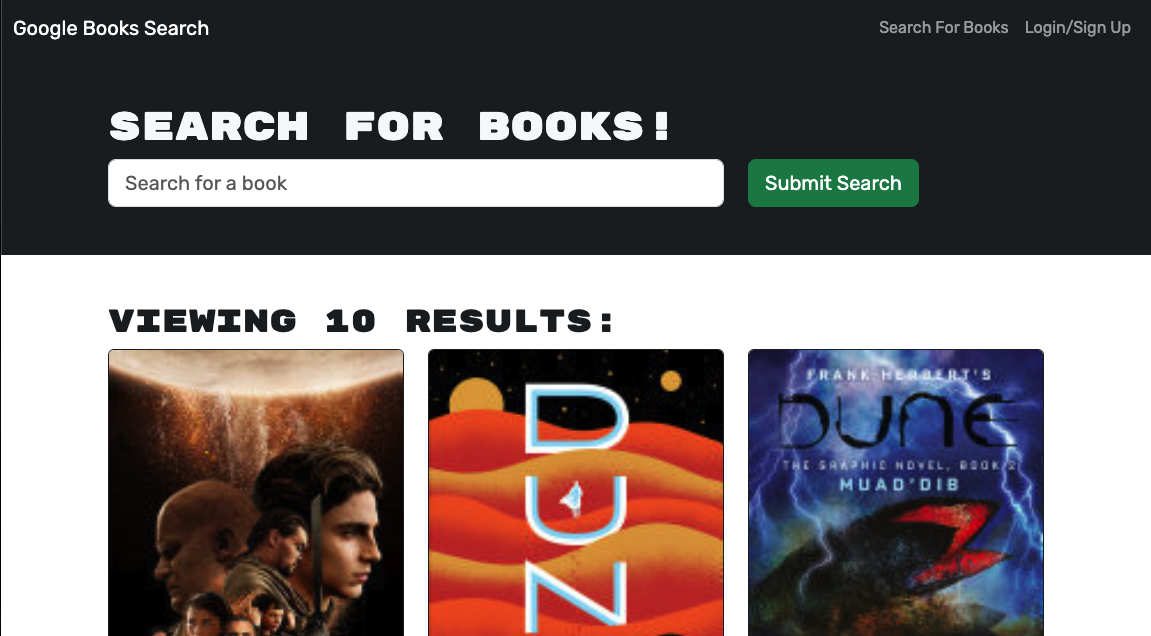 Google Books Search
Search For Books
Login/Sign Up
SEARCH FOR BOOKS!
Search for a book
Submit Search
VIEWING 10 RESULTS:
DUN
FRANK HERBERT'S
DUNE
THE GRAPHIC NOVEL, BOOK 2
MUAD'DIB